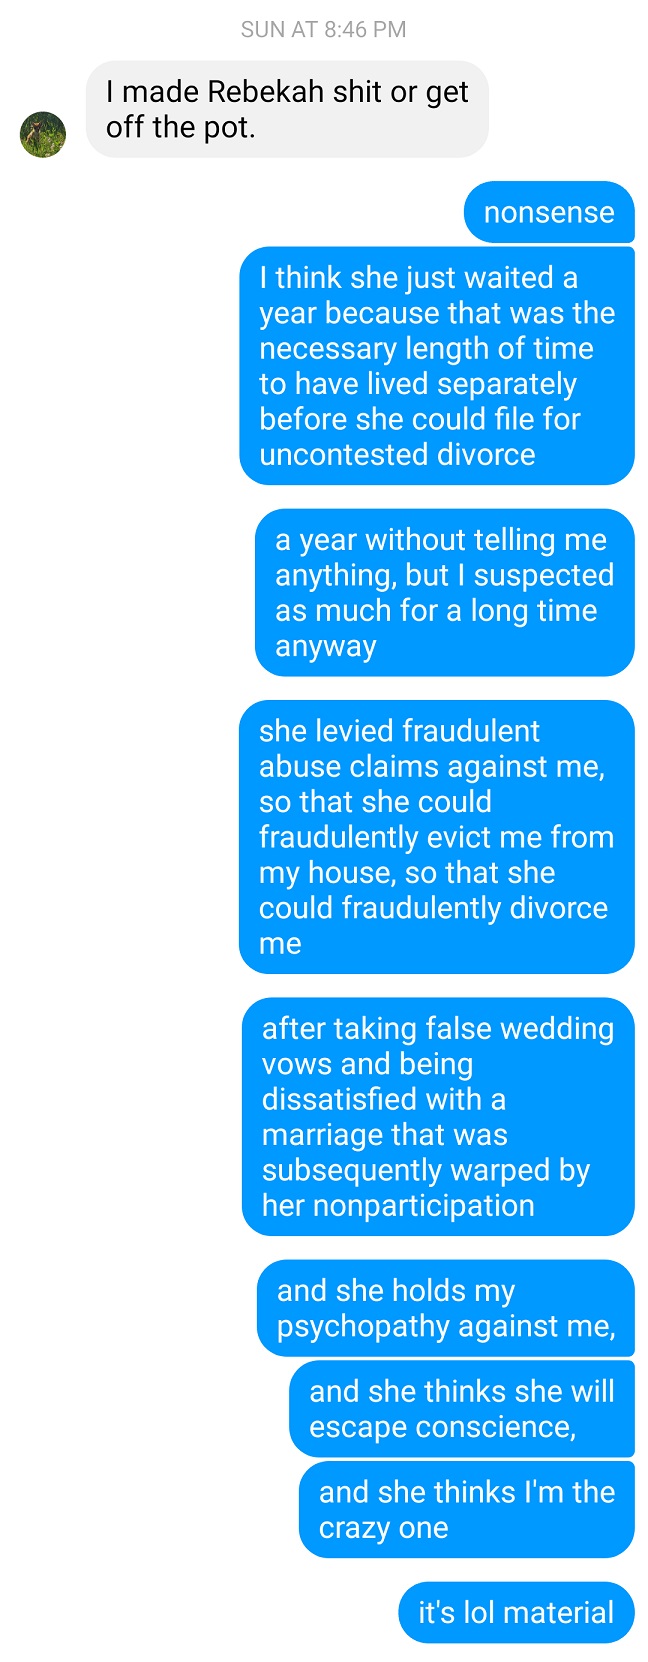 SUN AT 8:46 PM
I made Rebekah shit or get
off the pot.
nonsense
I think she just waited a
year because that was the
necessary length of time
to have lived separately
before she could file for
uncontested divorce
a year without telling me
anything, but I suspected
as much for a long time
anyway
she levied fraudulent
abuse claims against me,
so that she could
fraudulently evict me from
my house, so that she
could fraudulently divorce
me
after taking false wedding
vows and being
dissatisfied with a
marriage that was
subsequently warped by
her nonparticipation
and she holds my
psychopathy against me,
and she thinks she will
escape conscience,
and she thinks I'm the
crazy one
it's lol material